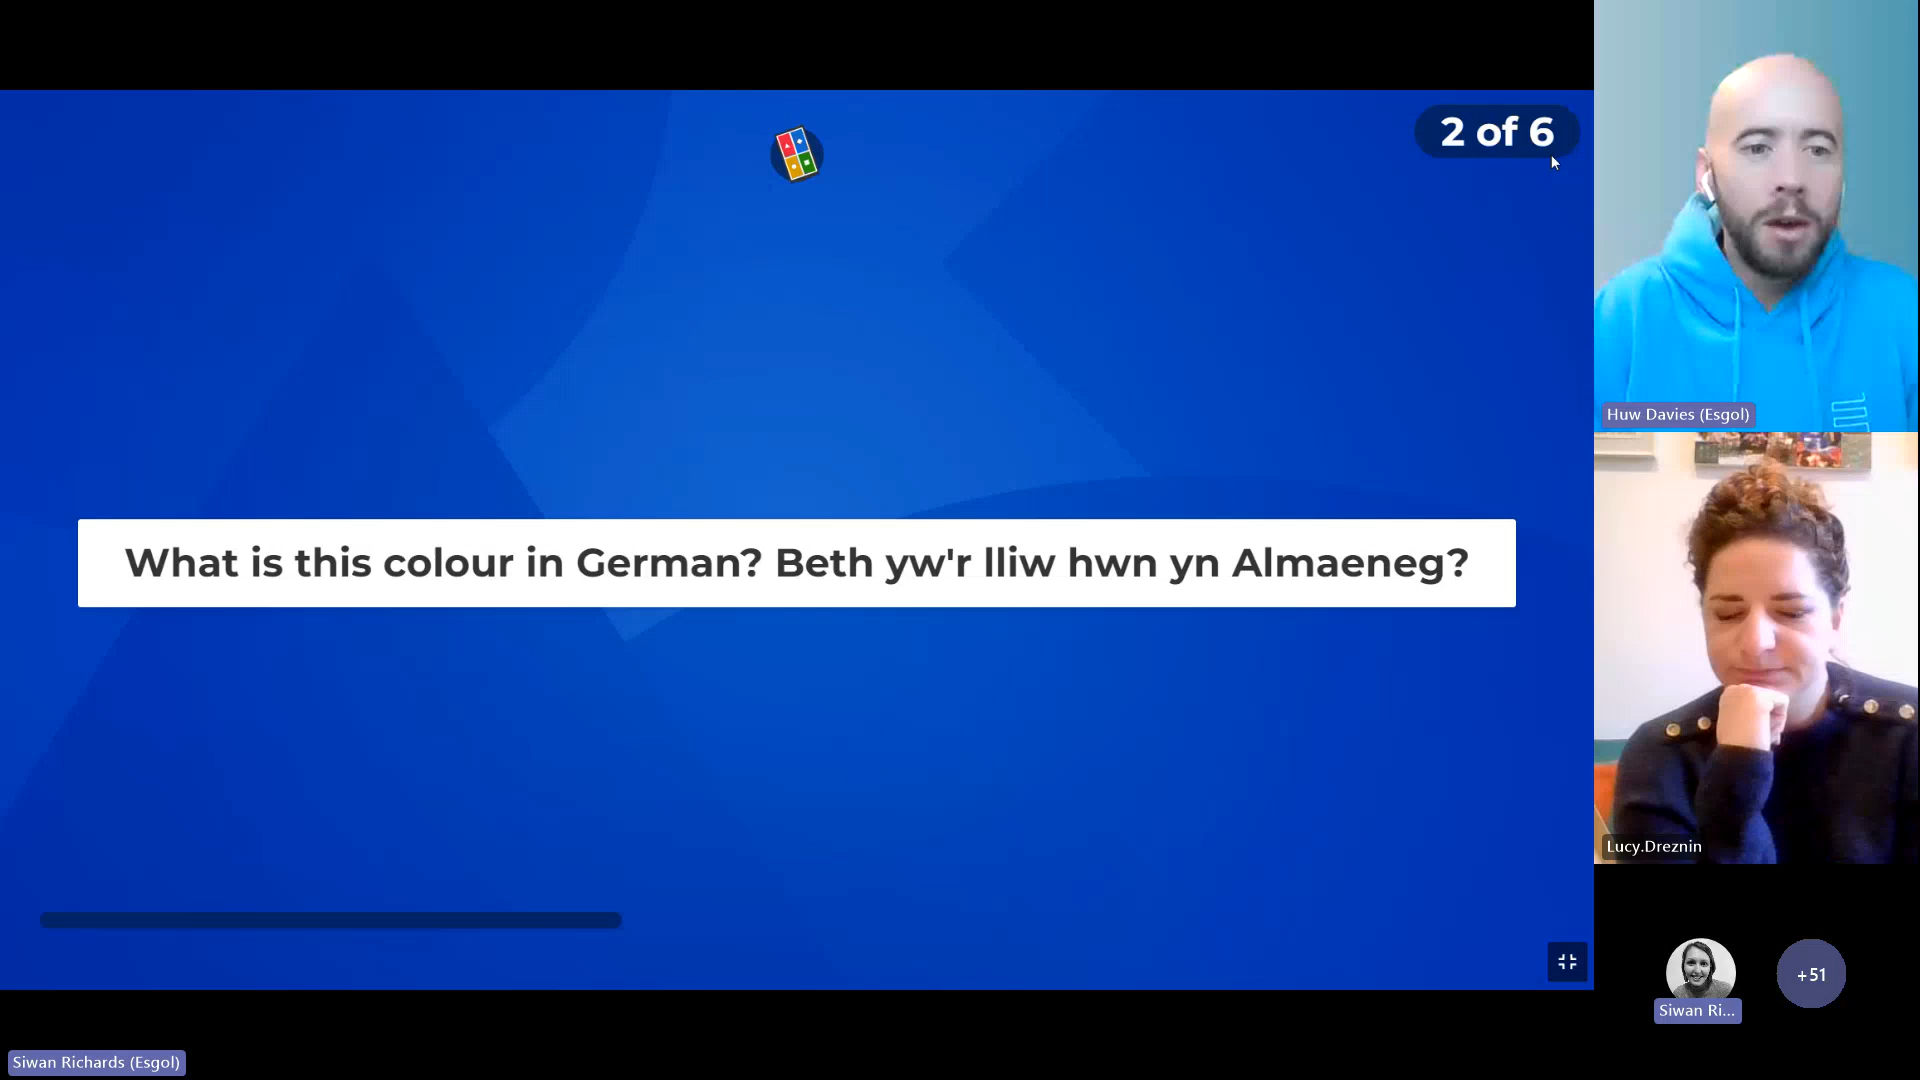 2 of 6
What is this colour in German? Beth yw'r lliw hwn yn Almaeneg?
Huw Davies (Esgol)
Lucy.Dreznin
+51
Siwan Ri...
Siwan Richards (Esgol)